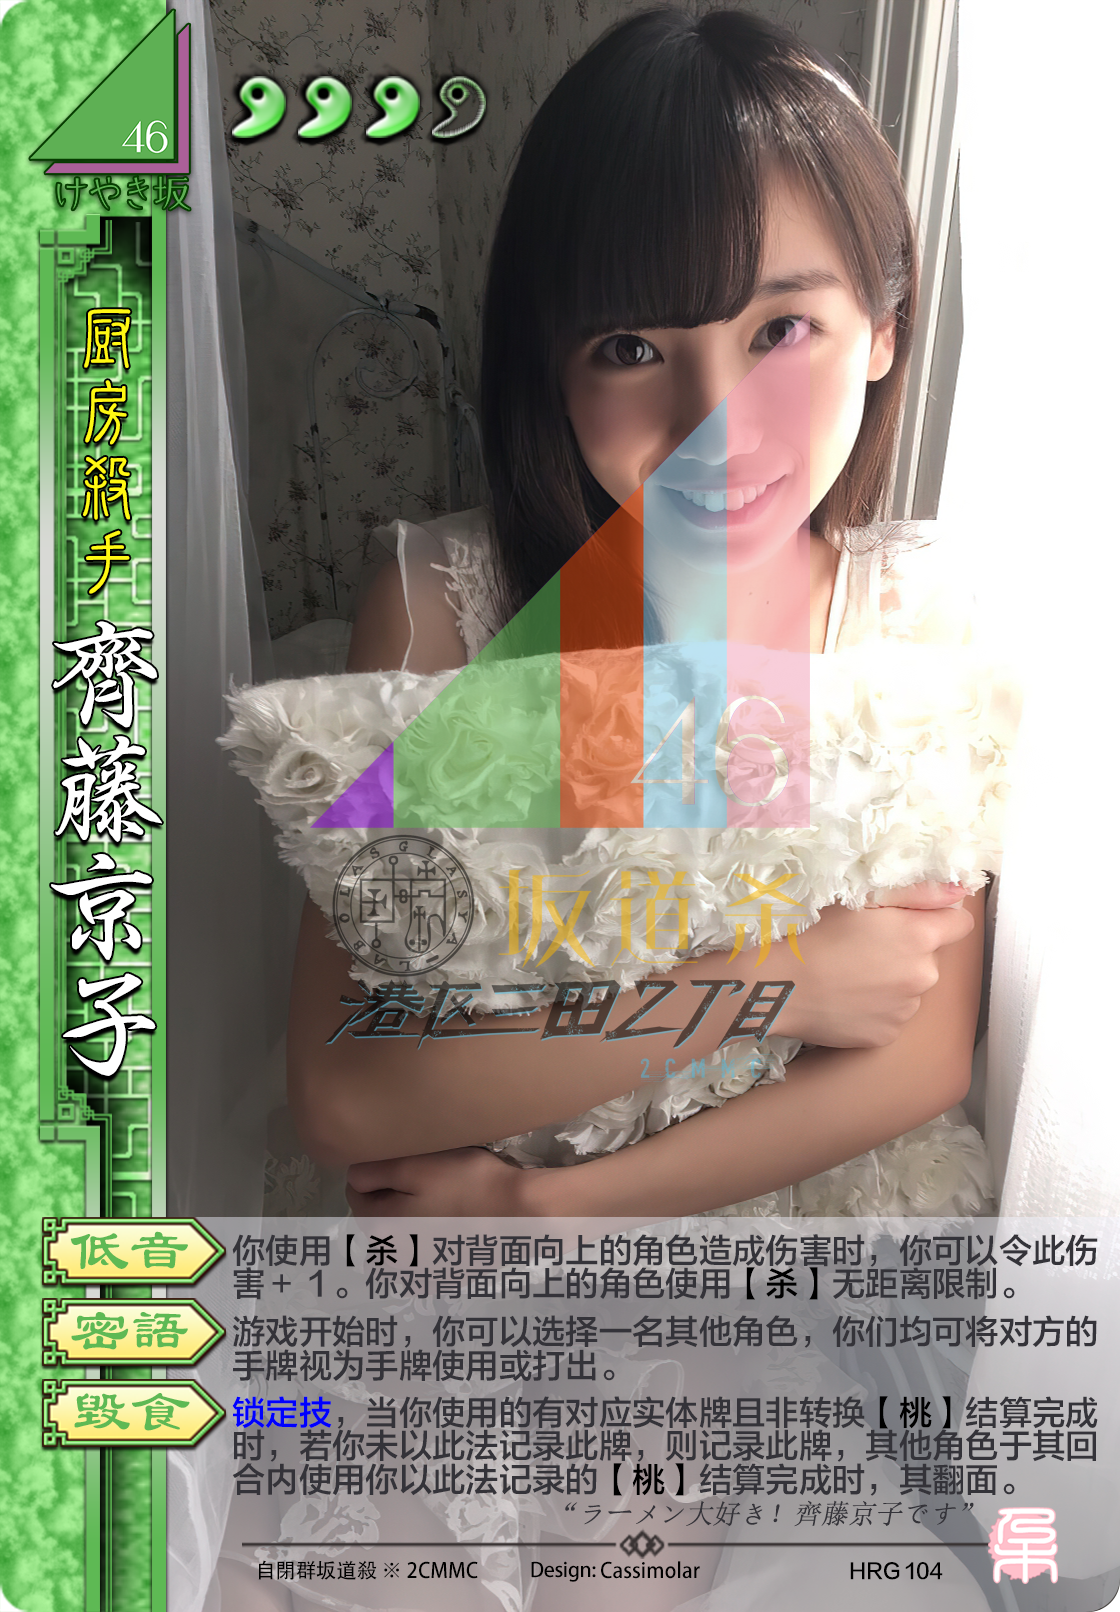 46
けやき坂
厨房殺手
齊藤京子
46
坂道杀
港区三田2丁目
2CMMC
低音
你使用【杀】对背面向上的角色造成伤害时，你可以令此伤
害＋１。你对背面向上的角色使用【杀】无距离限制。
密語
游戏开始时，你可以选择一名其他角色，你们均可将对方的
手牌视为手牌使用或打出。
毀食
锁定技，当你使用的有对应实体牌且非转换【桃】结算完成
时，若你未以此法记录此牌，则记录此牌，其他角色于其回
合内使用你以此法记录的【桃】结算完成时，其翻面。
“ラーメン大好き！齊藤京子です”
自閉群坂道殺 ※ 2CMMC
Design: Cassimolar
HRG 104